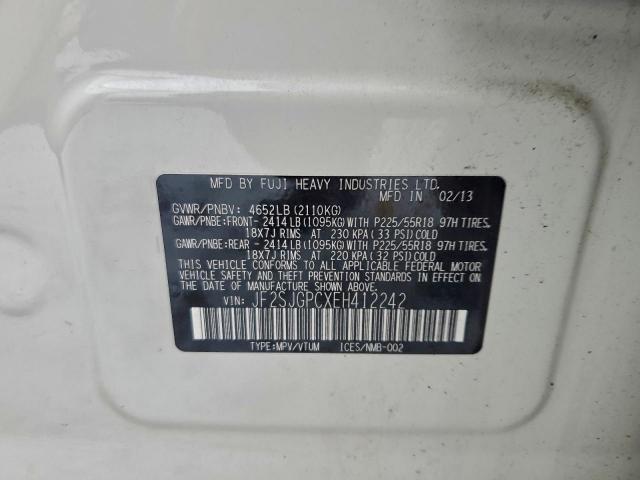 MFD BY FUJI HEAVY INDUSTRIES LTD.
MFD IN 02/13
GVWR/PNBV: 4652LB(2110KG)
GAWR/PNBE:FRONT- 2414LB(1095KG)WITH P225/55R18 97H TIRES,
18X7J RIMS AT 230 KPA(33 PSI)COLD
GAWR/PNBE:REAR - 2414LB(1095KG)WITH P225/55R18 97H TIRES,
18X7J RIMS AT 220 KPA(32 PSI)COLD
THIS VEHICLE CONFORMS TO ALL APPLICABLE FEDERAL MOTOR
VEHICLE SAFETY AND THEFT PREVENTION STANDARDS IN EFFECT ON
THE DATE OF MANUFACTURE SHOWN ABOVE.
VIN: JF2SJGPCXEH412242
TYPE:MPV/VTUM ICES/NMB-002